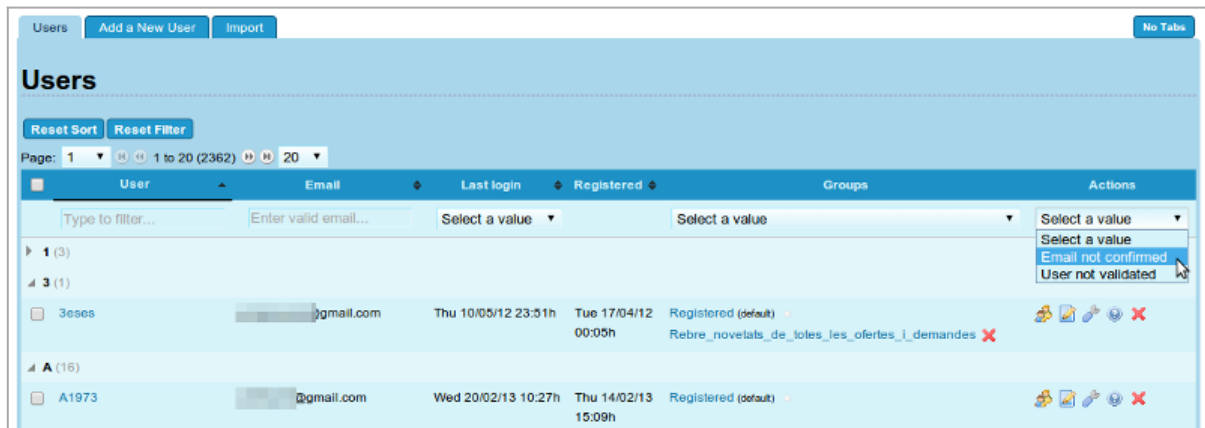 Users Add a New User Import No Tabs
Users
Reset Sort Reset Filter
Page: 1 1 to 20 (2362) 20
User Email Last login Registered Groups Actions
Type to filter... Enter valid email... Select a value Select a value Select a value
Select a value
Email not confirmed
User not validated
1 (3)
3 (1)
3eses @gmail.com Thu 10/05/12 23:51h Tue 17/04/12 Registered (default)
00:05h Rebre_novetats_de_totes_les_ofertes_i_demandes
A (16)
A1973 @gmail.com Wed 20/02/13 10:27h Thu 14/02/13 Registered (default)
15:09h